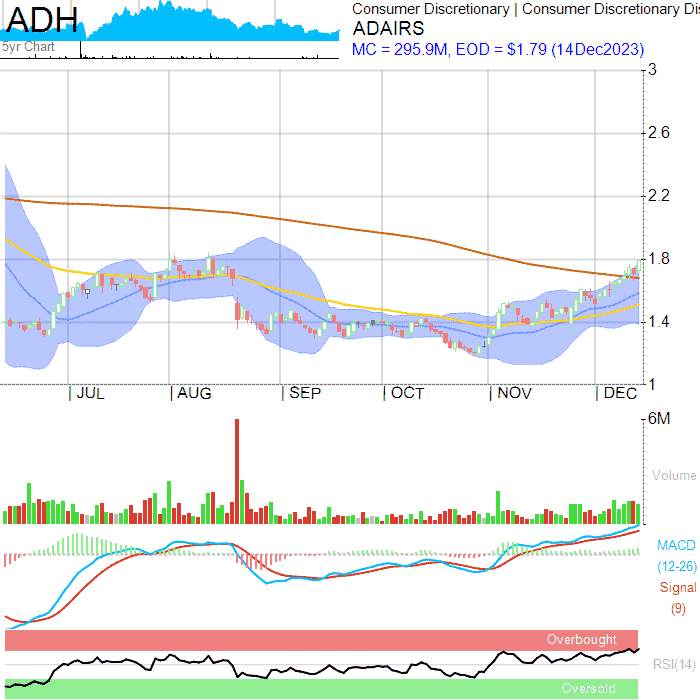 ADH
5yr Chart
Consumer Discretionary | Consumer Discretionary Dis
ADAIRS
MC = 295.9M, EOD = $1.79 (14Dec2023)
3
2.6
2.2
1.8
1.4
1
JUL
AUG
SEP
OCT
NOV
DEC
6M
Volume
MACD
(12-26)
Signal
(9)
Overbought
RSI(14)
Oversold